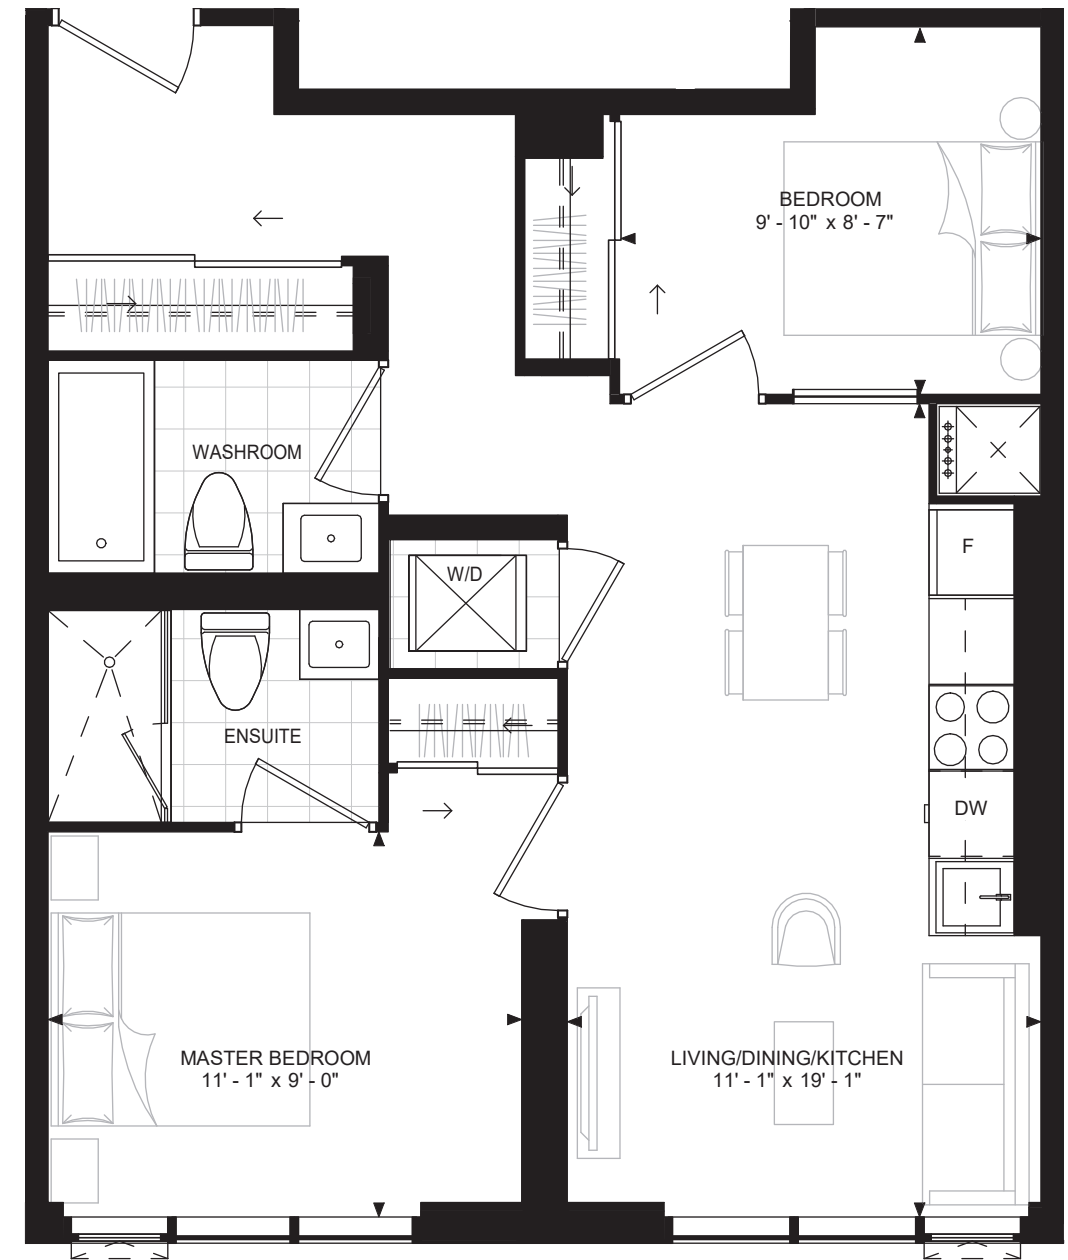 BEDROOM
9' - 10" x 8' - 7"
WASHROOM
W/D
F
ENSUITE
DW
MASTER BEDROOM
11' - 1" x 9' - 0"
LIVING/DINING/KITCHEN
11' - 1" x 19' - 1"